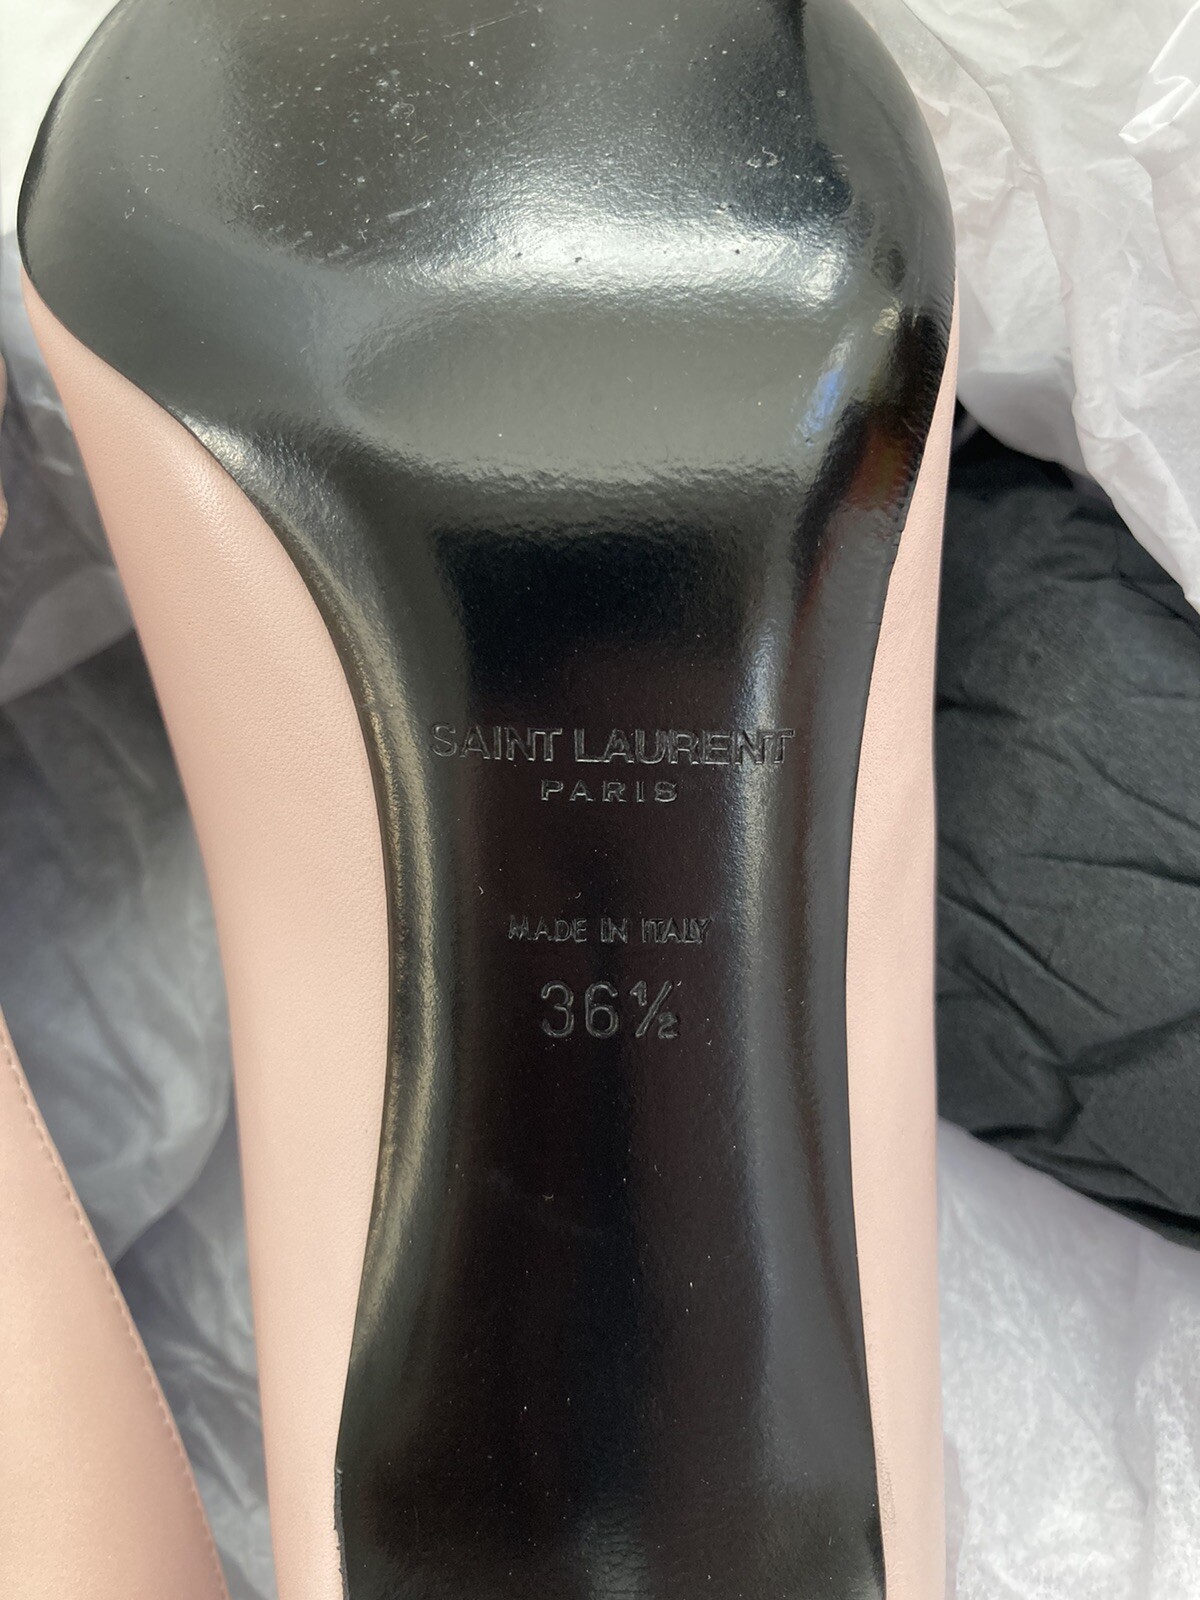 SAINT LAURENT
PARIS
MADE IN ITALY
36½